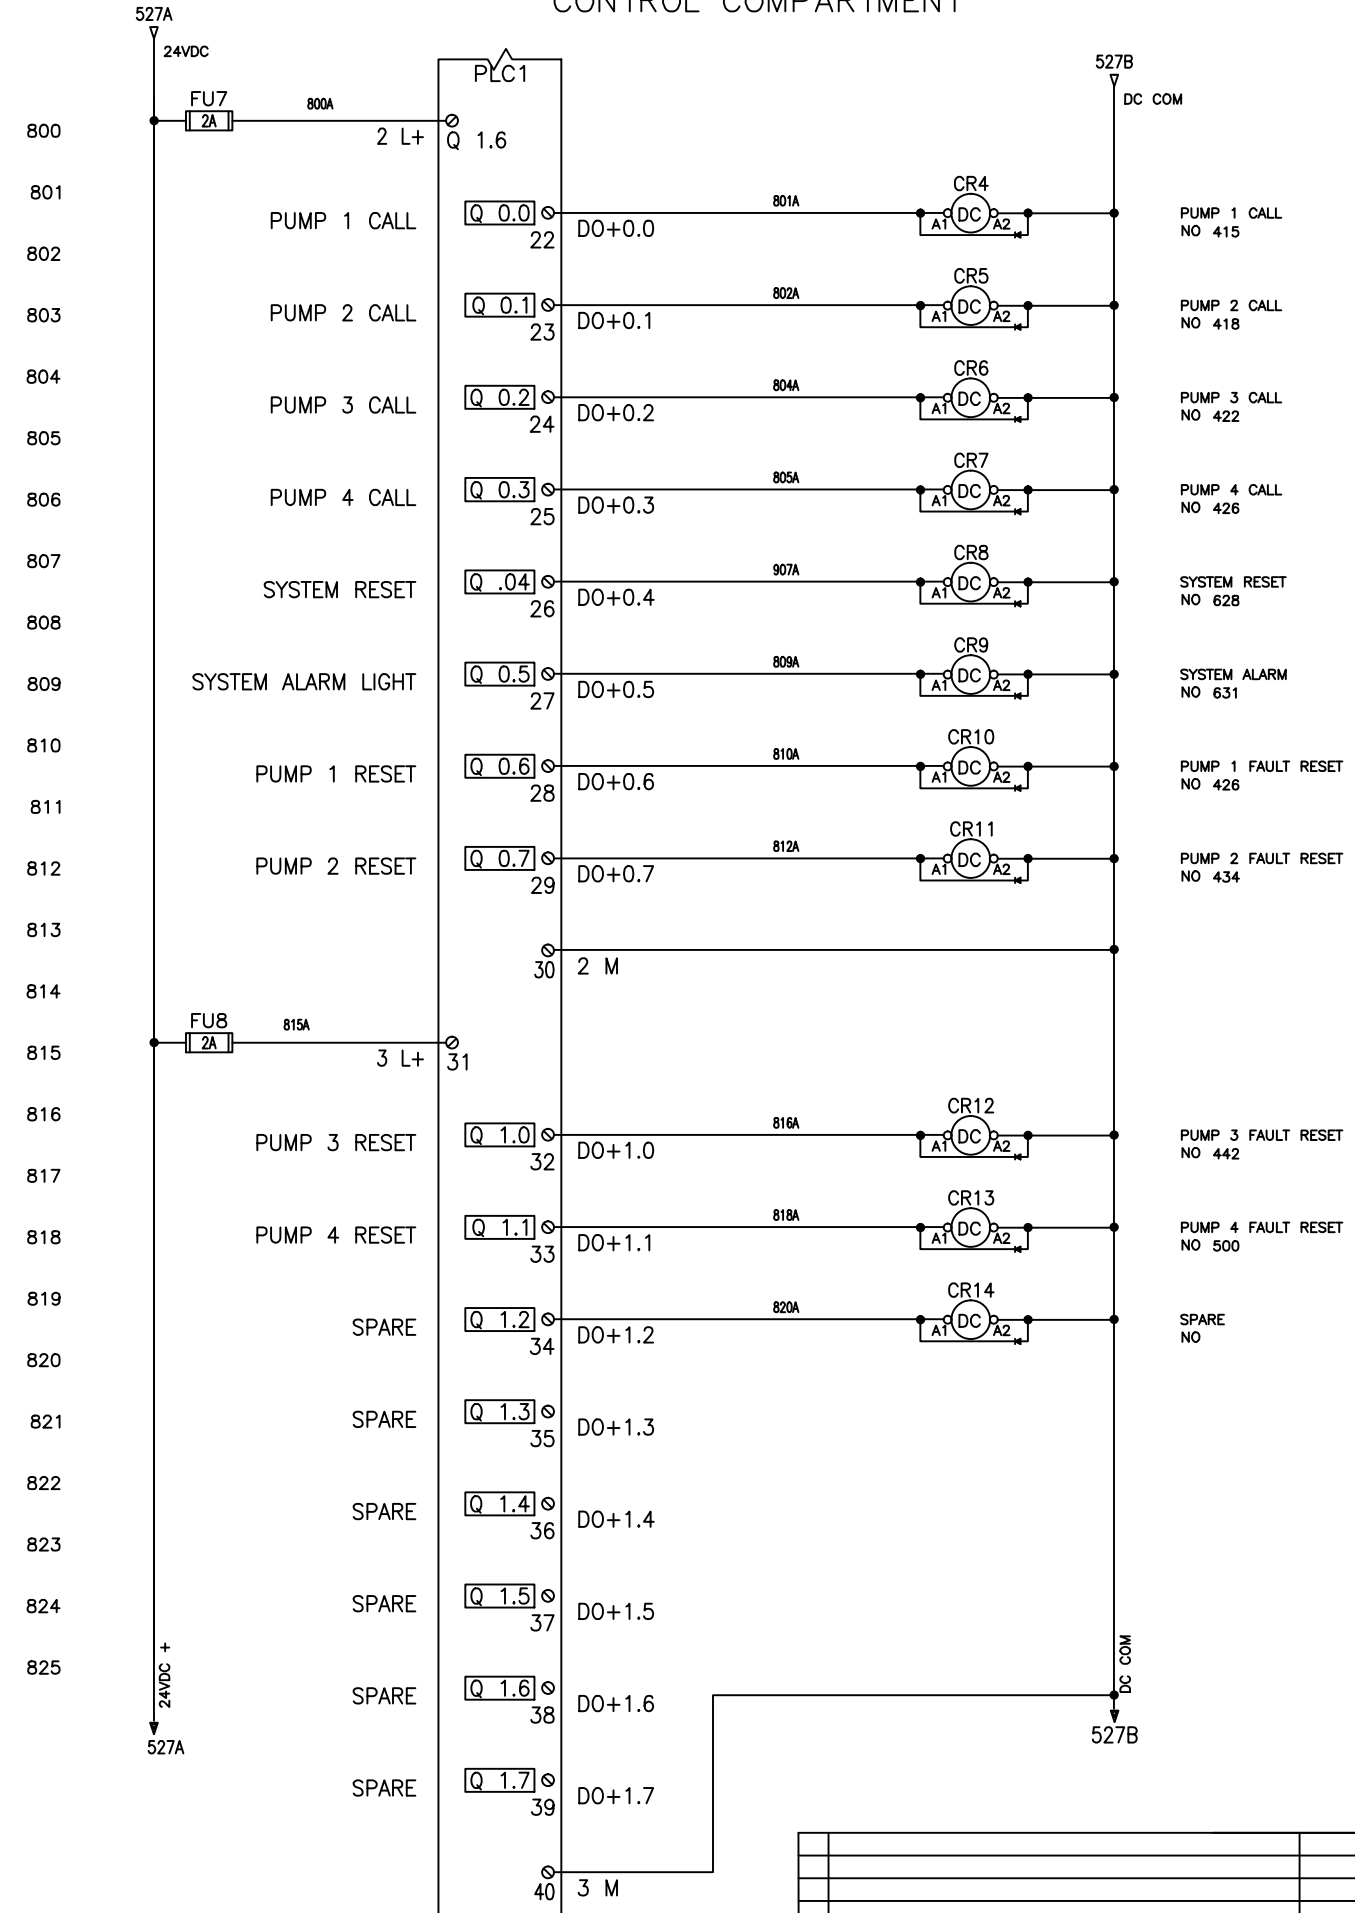 CONTROL COMPARTMENT
527A
24VDC
PLC1
527B
DC COM
FU7
2A
800A
800
2 L+
Q 1.6
801
CR4
PUMP 1 CALL
Q 0.0
22
DO+0.0
801A
A1
DC
A2
PUMP 1 CALL
NO 415
802
CR5
803
PUMP 2 CALL
Q 0.1
23
DO+0.1
802A
A1
DC
A2
PUMP 2 CALL
NO 418
804
CR6
PUMP 3 CALL
Q 0.2
24
DO+0.2
804A
A1
DC
A2
PUMP 3 CALL
NO 422
805
CR7
806
PUMP 4 CALL
Q 0.3
25
DO+0.3
805A
A1
DC
A2
PUMP 4 CALL
NO 426
807
CR8
SYSTEM RESET
Q .04
26
DO+0.4
907A
A1
DC
A2
SYSTEM RESET
NO 628
808
CR9
809
SYSTEM ALARM LIGHT
Q 0.5
27
DO+0.5
809A
A1
DC
A2
SYSTEM ALARM
NO 631
810
CR10
PUMP 1 RESET
Q 0.6
28
DO+0.6
810A
A1
DC
A2
PUMP 1 FAULT RESET
NO 426
811
CR11
812
PUMP 2 RESET
Q 0.7
29
DO+0.7
812A
A1
DC
A2
PUMP 2 FAULT RESET
NO 434
813
30
2 M
814
FU8
2A
815A
815
3 L+
31
816
CR12
PUMP 3 RESET
Q 1.0
32
DO+1.0
816A
A1
DC
A2
PUMP 3 FAULT RESET
NO 442
817
CR13
818
PUMP 4 RESET
Q 1.1
33
DO+1.1
818A
A1
DC
A2
PUMP 4 FAULT RESET
NO 500
819
CR14
SPARE
Q 1.2
34
DO+1.2
820A
A1
DC
A2
SPARE
NO
820
821
SPARE
Q 1.3
35
DO+1.3
822
SPARE
Q 1.4
36
DO+1.4
823
824
SPARE
Q 1.5
37
DO+1.5
825
24VDC +
527A
SPARE
Q 1.6
38
DO+1.6
DC COM
527B
SPARE
Q 1.7
39
DO+1.7
40
3 M